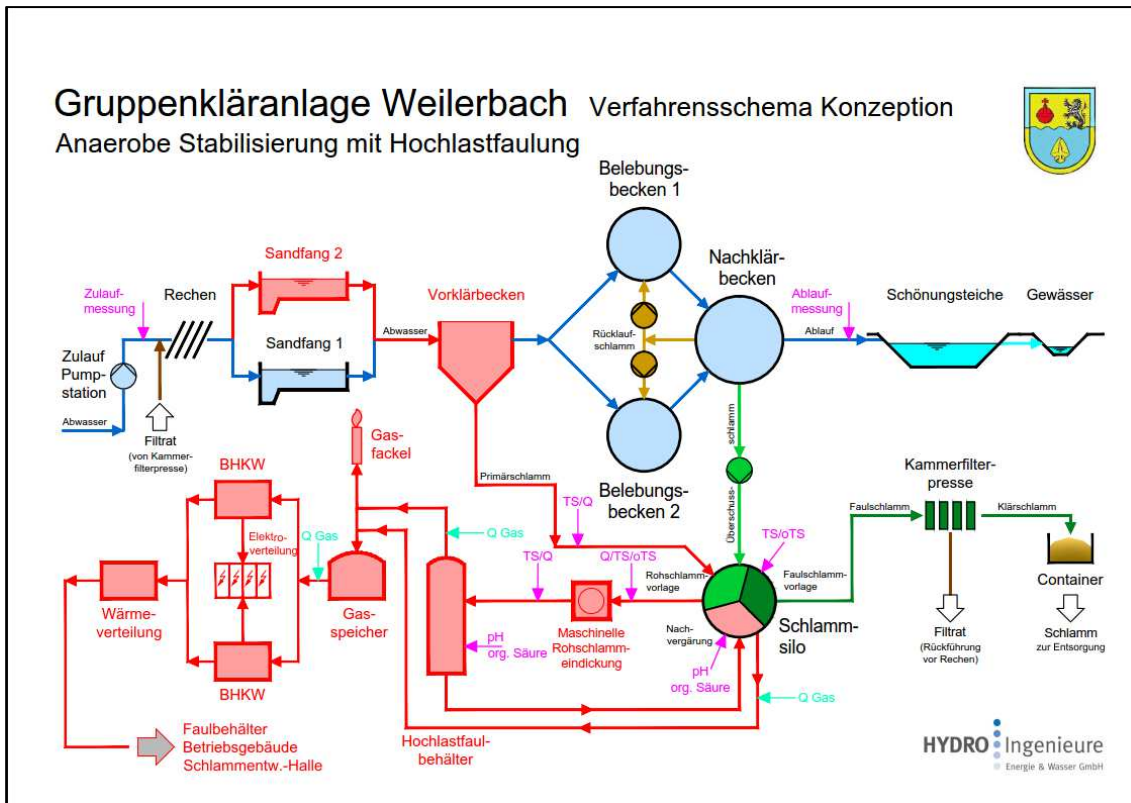 Gruppenkläranlage Weilerbach Verfahrensschema Konzeption
Anaerobe Stabilisierung mit Hochlastfaulung
Belebungs-
becken 1
Sandfang 2
Nachklär-
becken
Zulauf-
messung
Rechen
Vorklärbecken
Ablauf-
messung
Schönungsteiche
Gewässer
Abwasser
Rücklauf-
schlamm
Ablauf
Sandfang 1
Zulauf
Pump-
station
Abwasser
Filtrat
(von Kammer-
filterpresse)
Gas-
fackel
schlamm
Überschuss-
BHKW
Primärschlamm
Belebungs-
becken 2
Kammerfilter-
presse
TS/Q
Faulschlamm
Klärschlamm
Elektro-
verteilung
Q Gas
Q Gas
TS/Q
Q/TS/oTS
TS/oTS
Rohschlamm-
vorlage
Faulschlamm-
vorlage
Container
Wärme-
verteilung
Gas-
speicher
Maschinelle
Rohschlamm-
eindickung
Nach-
vergärung
Schlamm-
silo
pH
org. Säure
pH
org. Säure
Filtrat
(Rückführung
vor Rechen)
Schlamm
zur Entsorgung
BHKW
Q Gas
Faulbehälter
Betriebsgebäude
Schlammentw.-Halle
Hochlastfaul-
behälter
HYDRO Ingenieure
Energie & Wasser GmbH